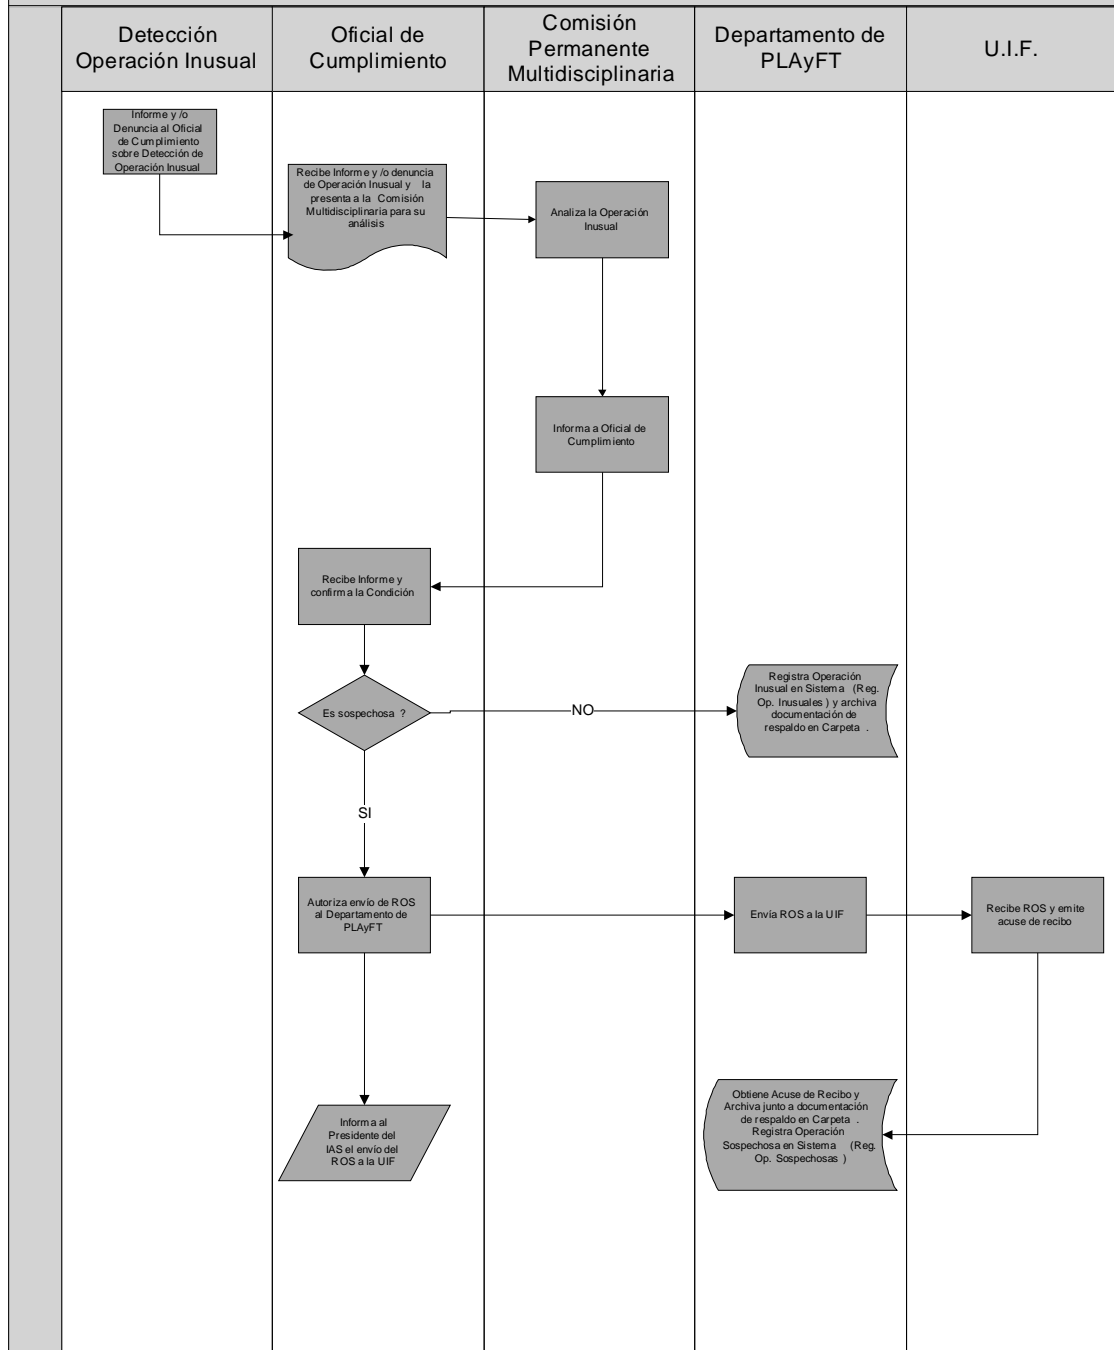 Detección
Operación Inusual
Oficial de
Cumplimiento
Comisión
Permanente
Multidisciplinaria
Departamento de
PLAyFT
U.I.F.
Informe y /o
Denuncia al Oficial
de Cumplimiento
sobre Detección de
Operación Inusual
Recibe Informe y /o denuncia
de Operación Inusual y la
presenta a la Comisión
Multidisciplinaria para su
análisis
Analiza la Operación
Inusual
Informa a Oficial de
Cumplimiento
Recibe Informe y
confirma la Condición
Es sospechosa ?
NO
Registra Operación
Inusual en Sistema (Reg.
Op. Inusuales ) y archiva
documentación de
respaldo en Carpeta .
SI
Autoriza envío de ROS
al Departamento de
PLAyFT
Envía ROS a la UIF
Recibe ROS y emite
acuse de recibo
Informa al
Presidente del
IAS el envío del
ROS a la UIF
Obtiene Acuse de Recibo y
Archiva junto a documentación
de respaldo en Carpeta .
Registra Operación
Sospechosa en Sistema (Reg.
Op. Sospechosas )